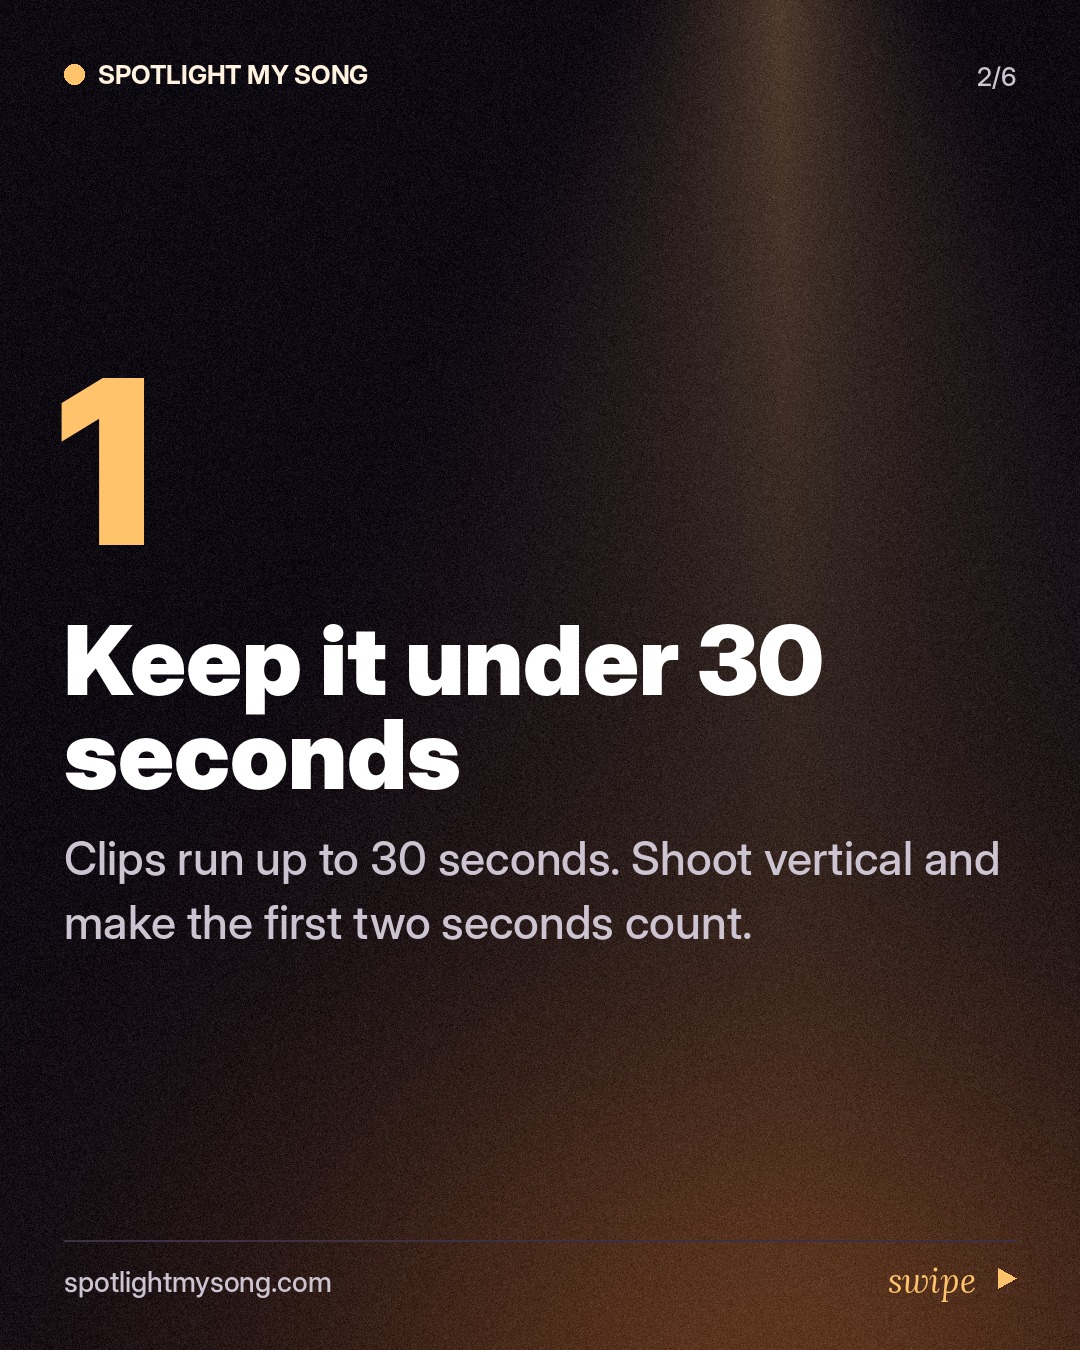 SPOTLIGHT MY SONG
2/6
1
Keep it under 30
seconds
Clips run up to 30 seconds. Shoot vertical and
make the first two seconds count.
spotlightmysong.com
swipe